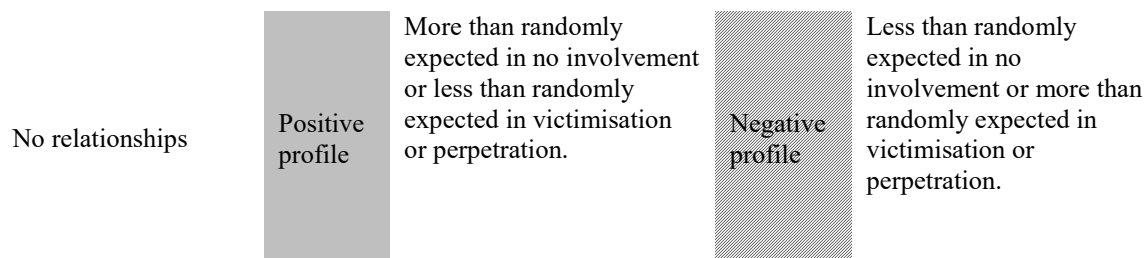 No relationships
Positive
profile
More than randomly
expected in no involvement
or less than randomly
expected in victimisation
or perpetration.
Negative
profile
Less than randomly
expected in no
involvement or more than
randomly expected in
victimisation or
perpetration.